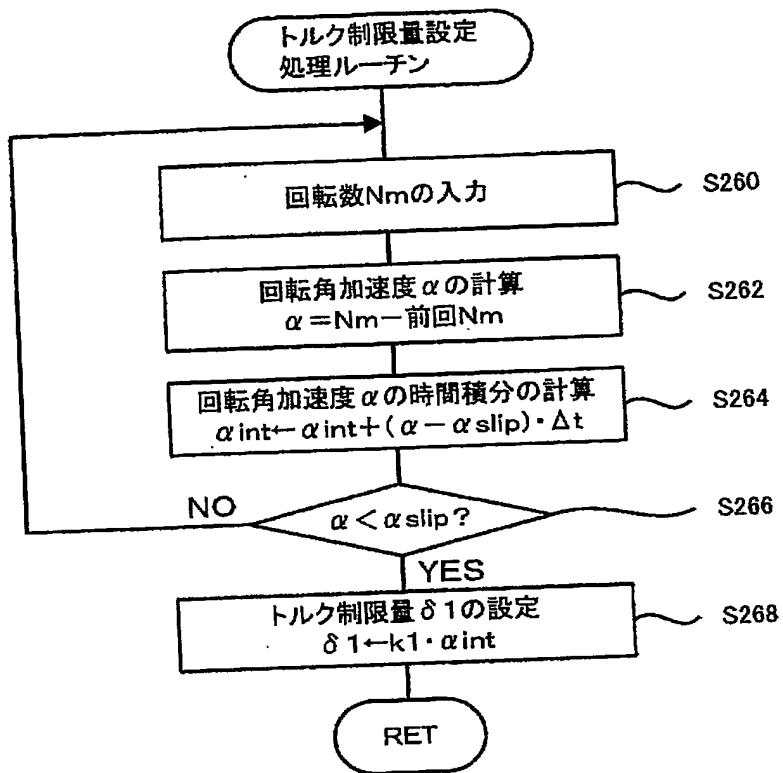 トルク制限量設定
処理ルーチン
回転数Nmの入力
S260
回転角加速度αの計算
α=Nm-前回Nm
S262
回転角加速度αの時間積分の計算
αint←αint+(α-αslip)・Δt
S264
α<αslip?
S266
NO
YES
トルク制限量δ1の設定
δ1←k1・αint
S268
RET